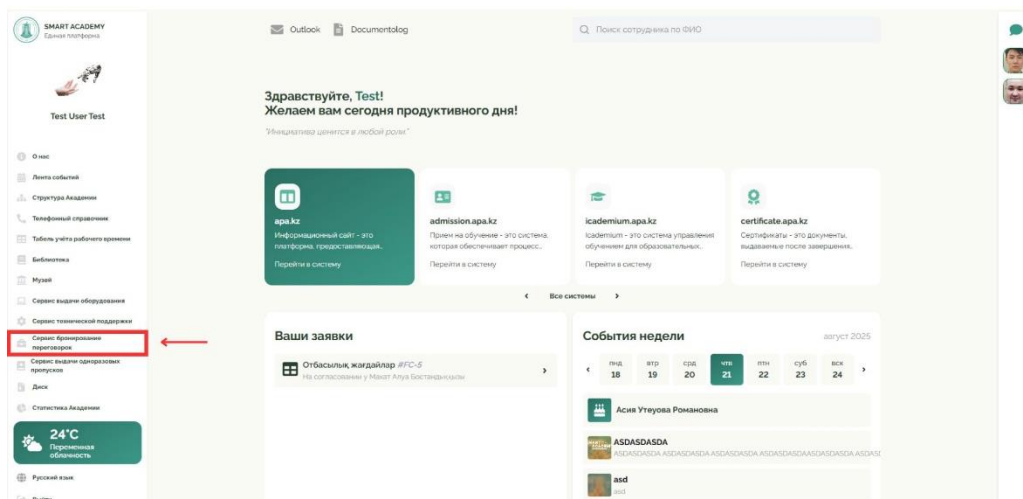 SMART ACADEMY
Единая платформа
Test User Test
О нас
Лента событий
Структура Академии
Телефонный справочник
Табель учёта рабочего времени
Библиотека
Музей
Сервис выдачи оборудования
Сервис технической поддержки
Сервис бронирование
переговорок
Сервис выдачи одноразовых
пропусков
Диск
Статистика Академии
24°C
Переменная
облачность
Русский язык
Outlook
Documentolog
Поиск сотрудника по ФИО
Здравствуйте, Test!
Желаем вам сегодня продуктивного дня!
"Инициатива ценится в любой роли."
apa.kz
Информационный сайт - это
платформа, предоставляющая..
Перейти в систему
admission.apa.kz
Прием на обучение - это система,
которая обеспечивает процесс..
Перейти в систему
icademium.apa.kz
Icademium - это система управления
обучением для образовательных..
Перейти в систему
certificate.apa.kz
Сертификаты - это документы,
выдаваемые после завершения..
Перейти в систему
Все системы
Ваши заявки
Отбасылық жағдайлар #FC-5
На согласовании у Макат Алуа Бостандыккызы
События недели
август 2025
пнд втр срд чтв птн суб вск
18 19 20 21 22 23 24
Асия Утеуова Романовна
ASDASDASDA
asd
asd